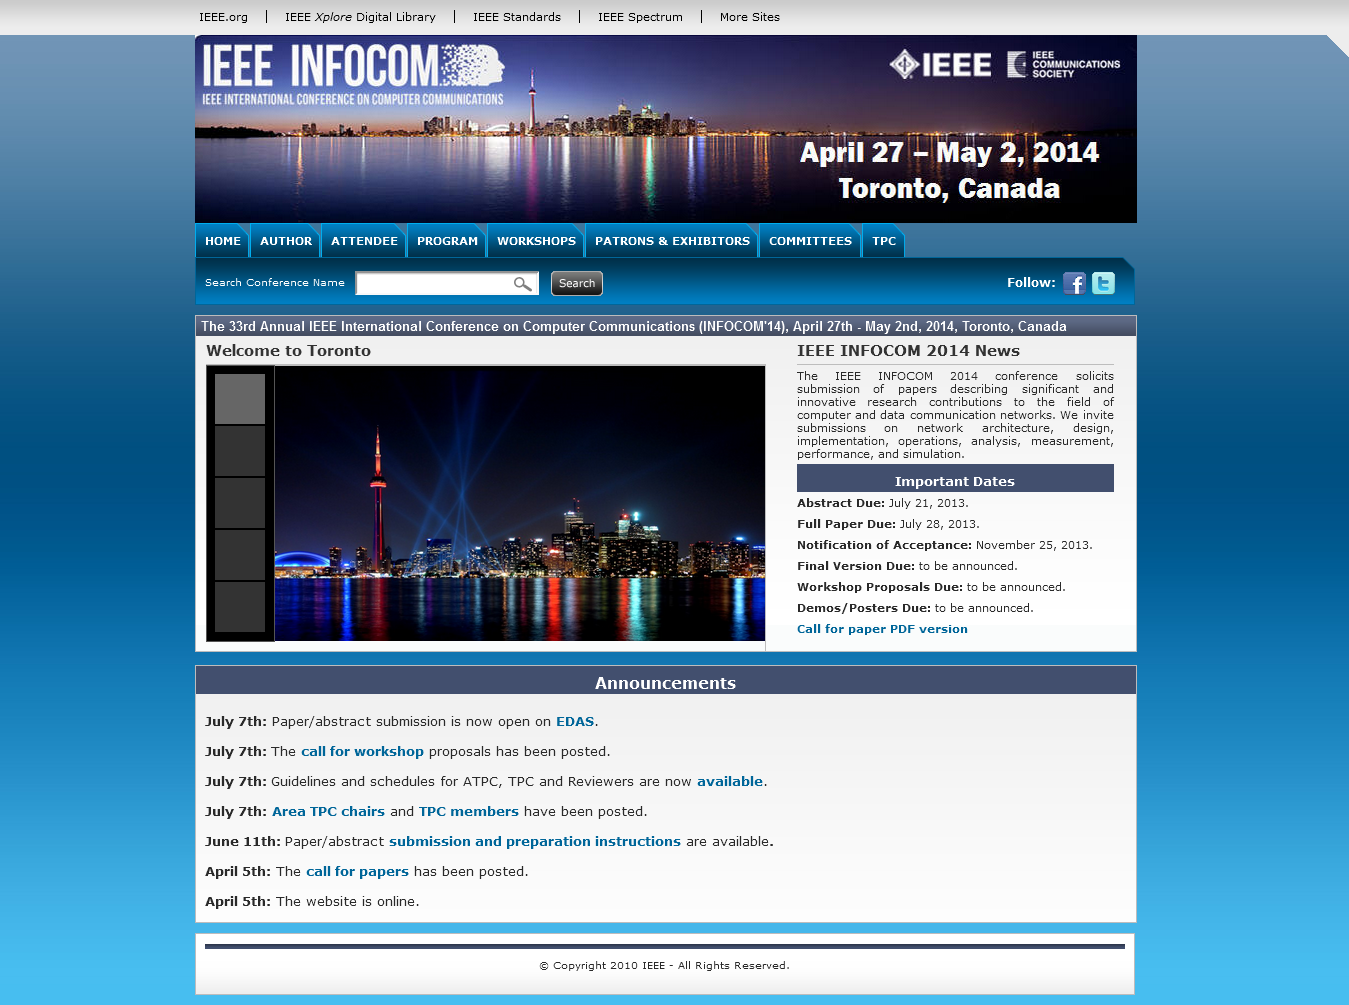 IEEE.org
IEEE Xplore Digital Library
IEEE Standards
IEEE Spectrum
More Sites
IEEE INFOCOM
IEEE INTERNATIONAL CONFERENCE ON COMPUTER COMMUNICATIONS
IEEE
IEEE
COMMUNICATIONS
SOCIETY
April 27 – May 2, 2014
Toronto, Canada
HOME
AUTHOR
ATTENDEE
PROGRAM
WORKSHOPS
PATRONS & EXHIBITORS
COMMITTEES
TPC
Search Conference Name
Search
Follow:
The 33rd Annual IEEE International Conference on Computer Communications (INFOCOM'14), April 27th - May 2nd, 2014, Toronto, Canada
Welcome to Toronto
IEEE INFOCOM 2014 News
The IEEE INFOCOM 2014 conference solicits
submission of papers describing significant and
innovative research contributions to the field of
computer and data communication networks. We invite
submissions on network architecture, design,
implementation, operations, analysis, measurement,
performance, and simulation.
Important Dates
Abstract Due: July 21, 2013.
Full Paper Due: July 28, 2013.
Notification of Acceptance: November 25, 2013.
Final Version Due: to be announced.
Workshop Proposals Due: to be announced.
Demos/Posters Due: to be announced.
Call for paper PDF version
Announcements
July 7th: Paper/abstract submission is now open on EDAS.
July 7th: The call for workshop proposals has been posted.
July 7th: Guidelines and schedules for ATPC, TPC and Reviewers are now available.
July 7th: Area TPC chairs and TPC members have been posted.
June 11th: Paper/abstract submission and preparation instructions are available.
April 5th: The call for papers has been posted.
April 5th: The website is online.
© Copyright 2010 IEEE - All Rights Reserved.